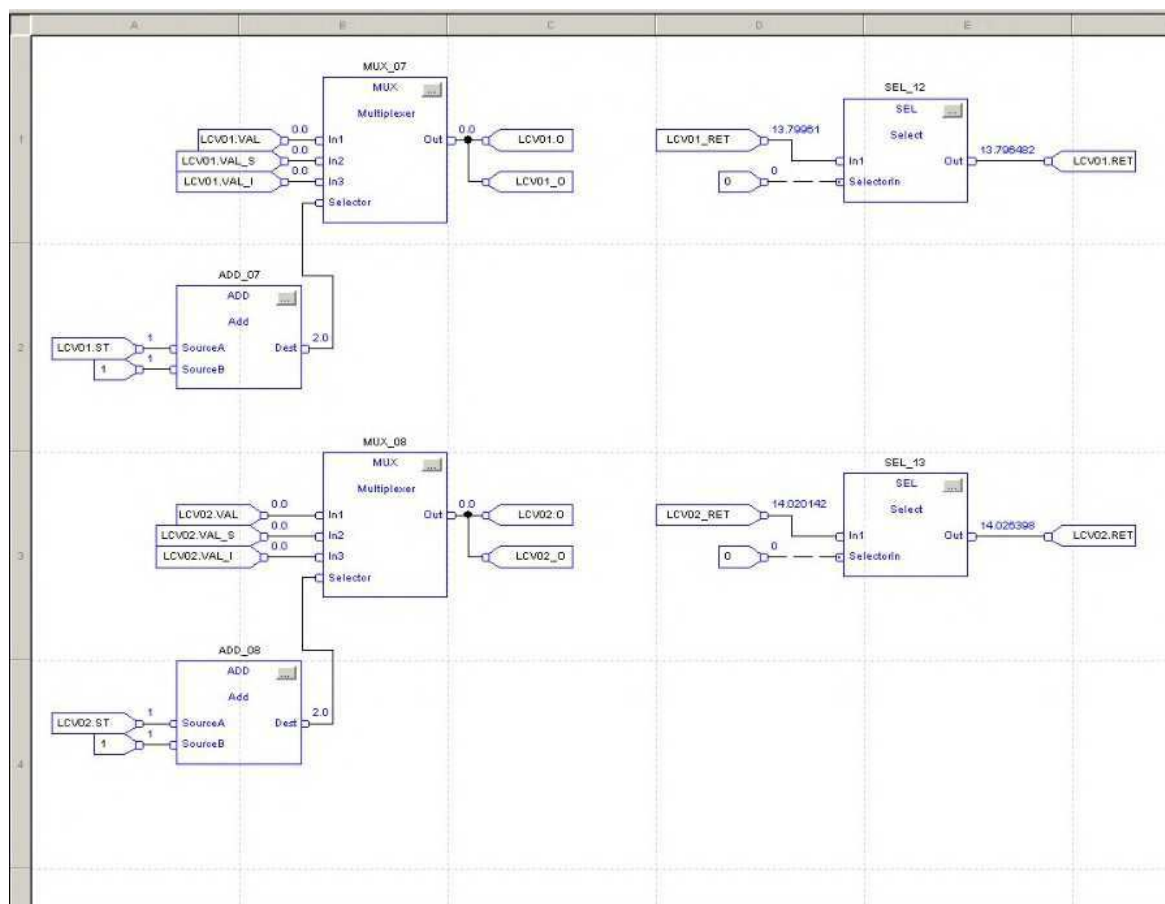 A B C D E
MUX_07
MUX ...
Multiplexer
LCV01.VAL 0.0 In1 Out 0.0 LCV01.O
LCV01.VAL_S 0.0 In2
LCV01.VAL_I 0.0 In3 LCV01_O
Selector
SEL_12
SEL ...
Select
LCV01_RET 13.79961 In1 Out 13.796482 LCV01.RET
0 0 SelectorIn
1
ADD_07
ADD ...
Add
LCV01.ST 1 SourceA Dest 2.0
1 1 SourceB
2
MUX_08
MUX ...
Multiplexer
LCV02.VAL 0.0 In1 Out 0.0 LCV02.O
LCV02.VAL_S 0.0 In2
LCV02.VAL_I 0.0 In3 LCV02_O
Selector
SEL_13
SEL ...
Select
LCV02_RET 14.020142 In1 Out 14.026398 LCV02.RET
0 0 SelectorIn
3
ADD_08
ADD ...
Add
LCV02.ST 1 SourceA Dest 2.0
1 1 SourceB
4